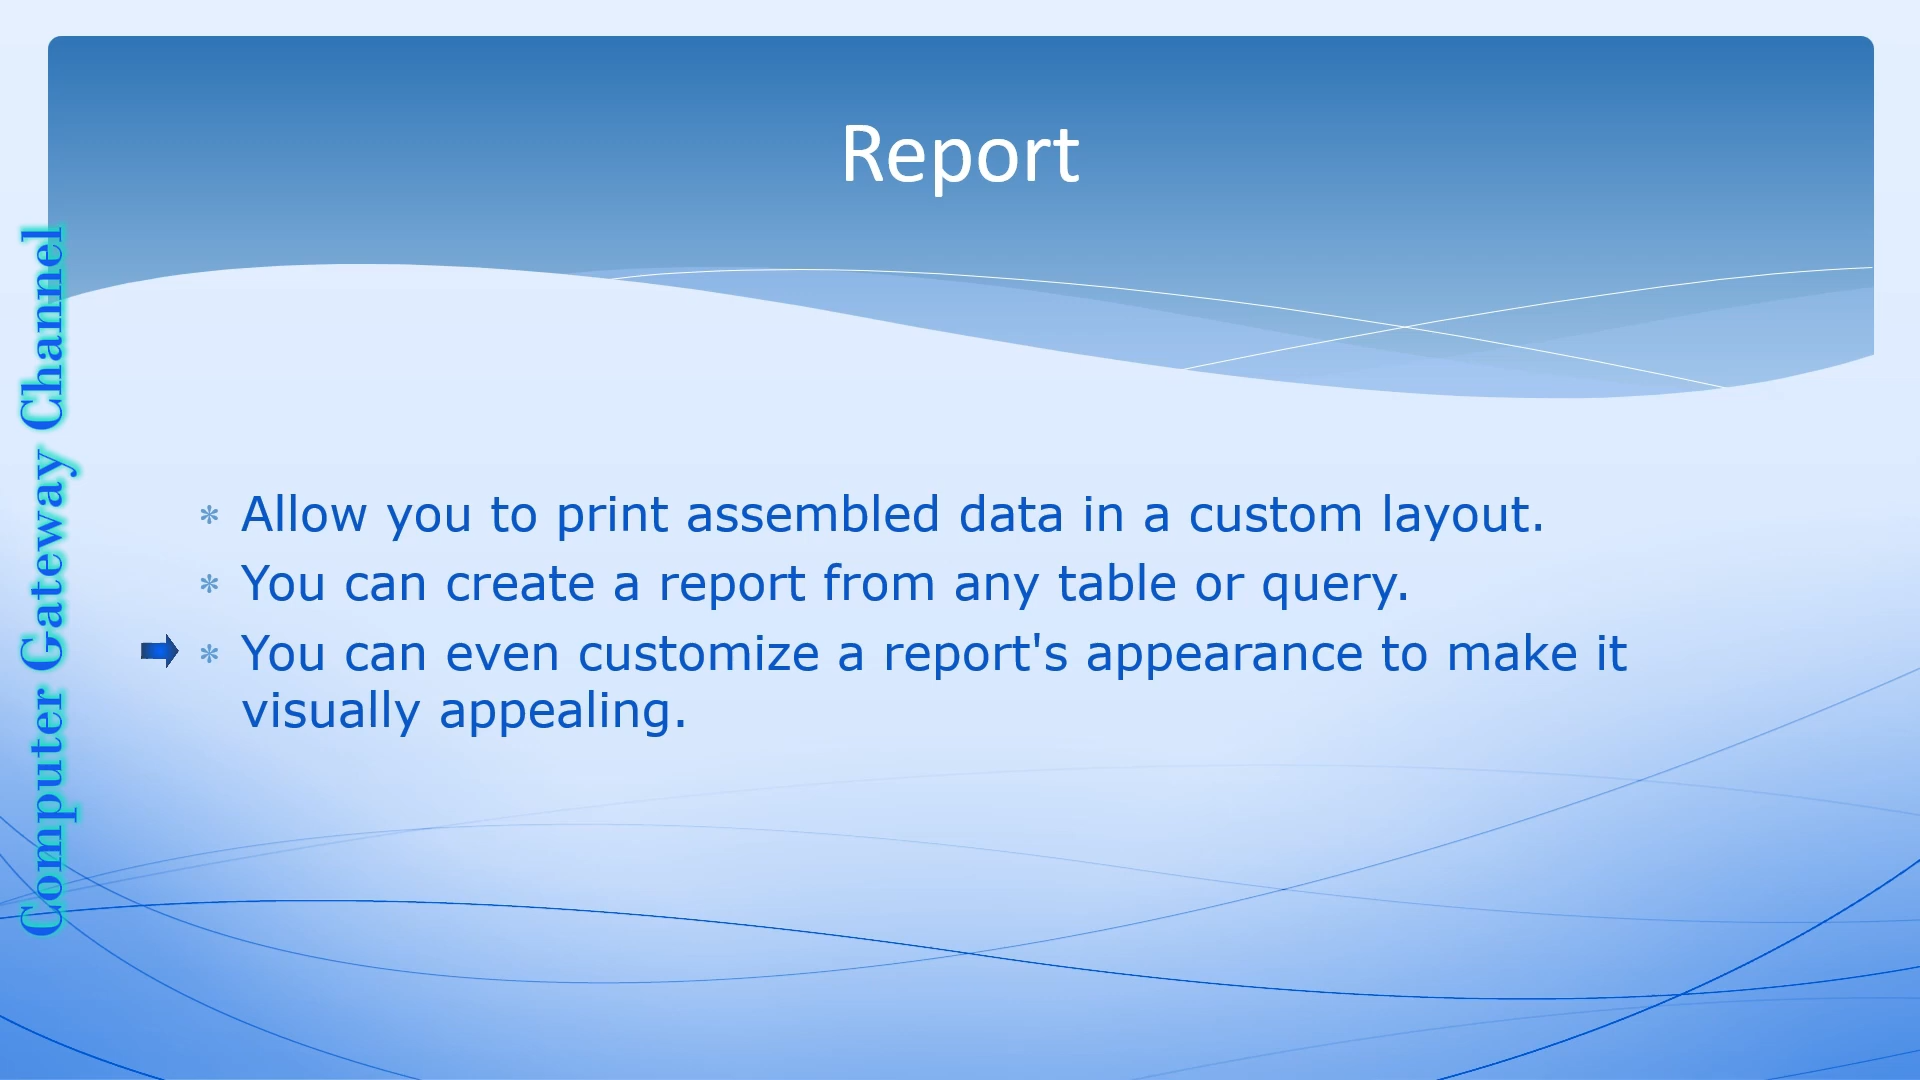 Report
Computer Gateway Channel
* Allow you to print assembled data in a custom layout.
* You can create a report from any table or query.
* You can even customize a report's appearance to make it
visually appealing.